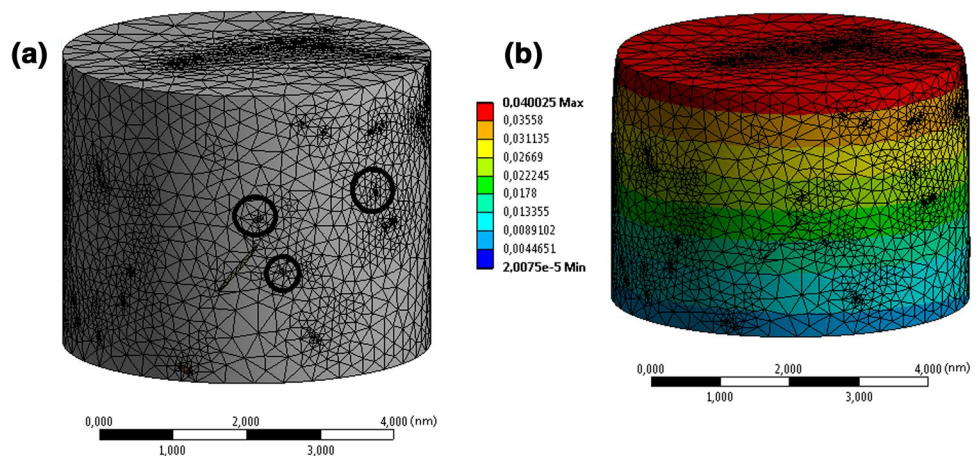 (a)
0,000 2,000 4,000 (nm)
1,000 3,000
(b)
0,040025 Max
0,03558
0,031135
0,02669
0,022245
0,0178
0,013355
0,0089102
0,0044651
2,0075e-5 Min
0,000 2,000 4,000 (nm)
1,000 3,000